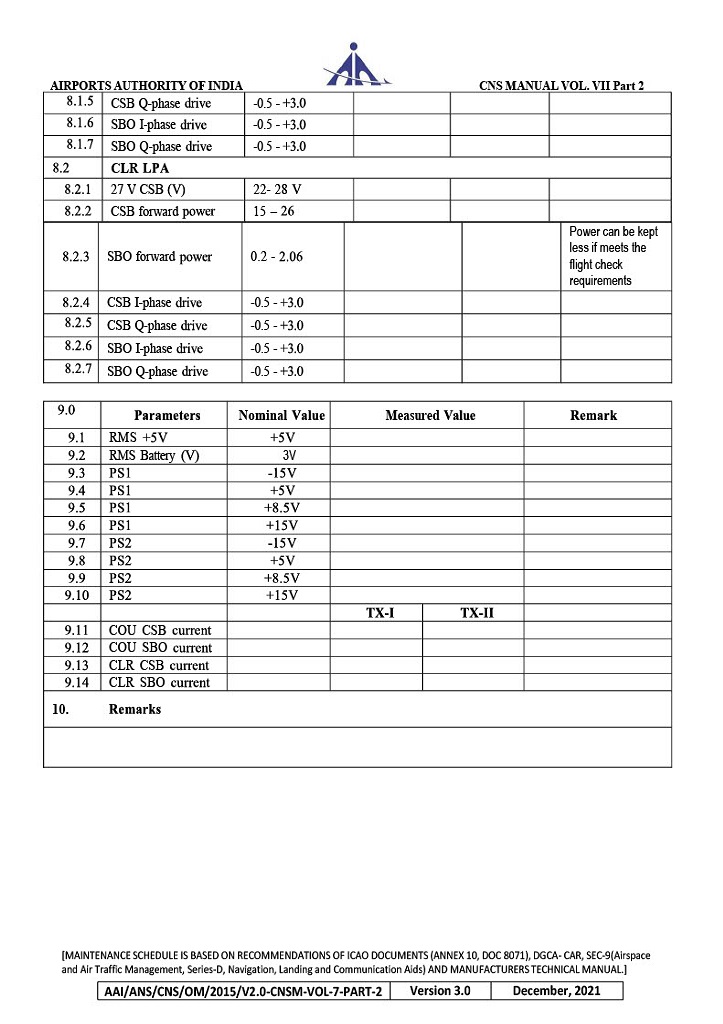 AIRPORTS AUTHORITY OF INDIA CNS MANUAL VOL. VII Part 2
8.1.5 CSB Q-phase drive -0.5 - +3.0
8.1.6 SBO I-phase drive -0.5 - +3.0
8.1.7 SBO Q-phase drive -0.5 - +3.0
8.2 CLR LPA
8.2.1 27 V CSB (V) 22- 28 V
8.2.2 CSB forward power 15 – 26
8.2.3 SBO forward power 0.2 - 2.06
Power can be kept
less if meets the
flight check
requirements
8.2.4 CSB I-phase drive -0.5 - +3.0
8.2.5 CSB Q-phase drive -0.5 - +3.0
8.2.6 SBO I-phase drive -0.5 - +3.0
8.2.7 SBO Q-phase drive -0.5 - +3.0
9.0 Parameters Nominal Value Measured Value Remark
9.1 RMS +5V +5V
9.2 RMS Battery (V) 3V
9.3 PS1 -15V
9.4 PS1 +5V
9.5 PS1 +8.5V
9.6 PS1 +15V
9.7 PS2 -15V
9.8 PS2 +5V
9.9 PS2 +8.5V
9.10 PS2 +15V
TX-I TX-II
9.11 COU CSB current
9.12 COU SBO current
9.13 CLR CSB current
9.14 CLR SBO current
10. Remarks
[MAINTENANCE SCHEDULE IS BASED ON RECOMMENDATIONS OF ICAO DOCUMENTS (ANNEX 10, DOC 8071), DGCA- CAR, SEC-9(Airspace
and Air Traffic Management, Series-D, Navigation, Landing and Communication Aids) AND MANUFACTURERS TECHNICAL MANUAL.]
AAI/ANS/CNS/OM/2015/V2.0-CNSM-VOL-7-PART-2 Version 3.0 December, 2021